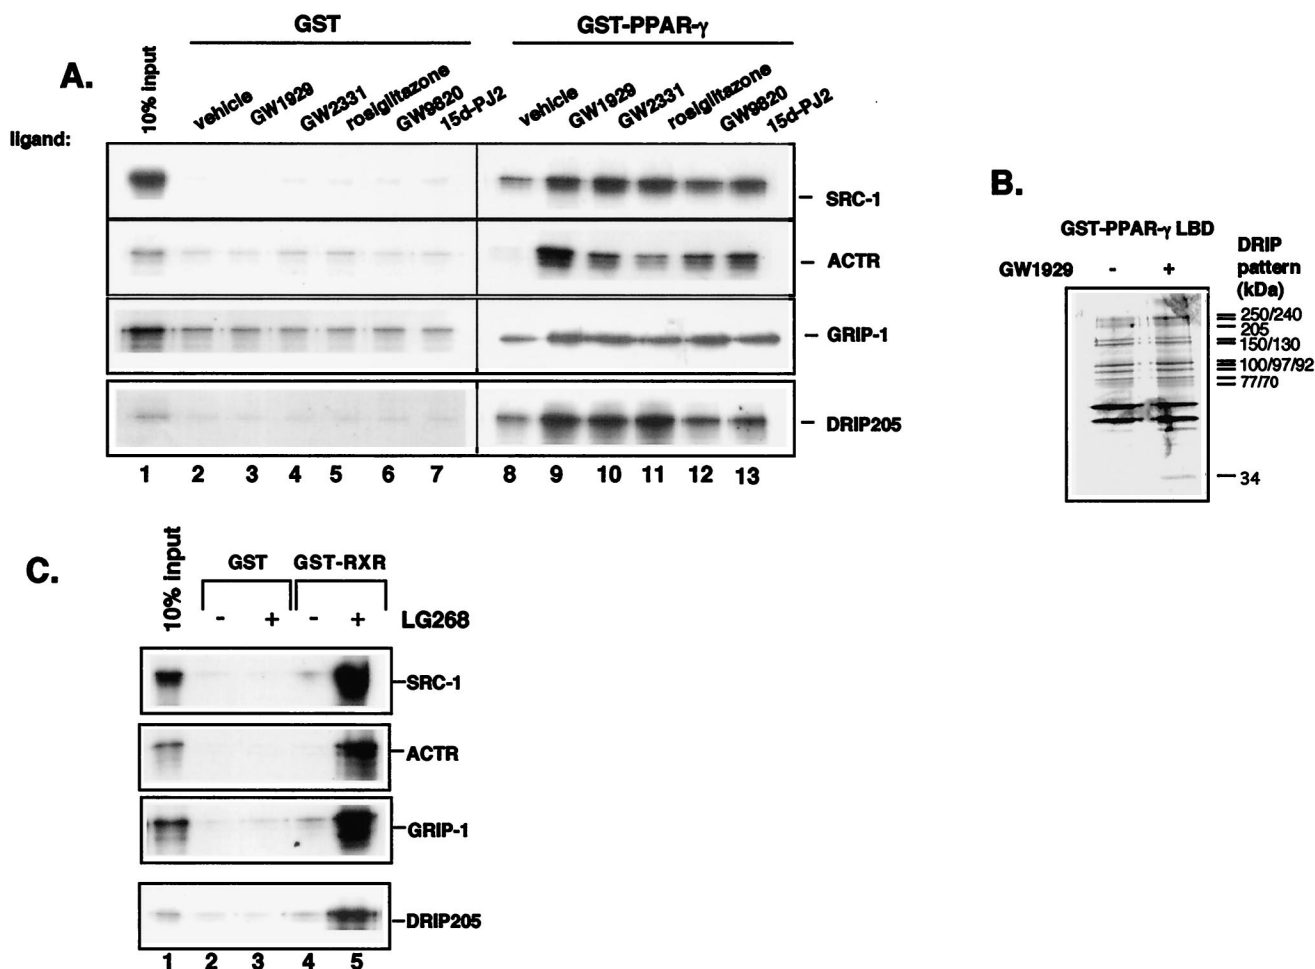 GST GST-PPAR-γ
A.
10% input vehicle GW1929 GW2331 rosiglitazone GW9820 15d-PJ2 vehicle GW1929 GW2331 rosiglitazone GW9820 15d-PJ2
ligand:
SRC-1
ACTR
GRIP-1
DRIP205
1 2 3 4 5 6 7 8 9 10 11 12 13
B.
GST-PPAR-γ LBD
GW1929 - +
DRIP
pattern
(kDa)
250/240
205
150/130
100/97/92
77/70
34
C.
10% input
GST GST-RXR
- + - + LG268
SRC-1
ACTR
GRIP-1
DRIP205
1 2 3 4 5